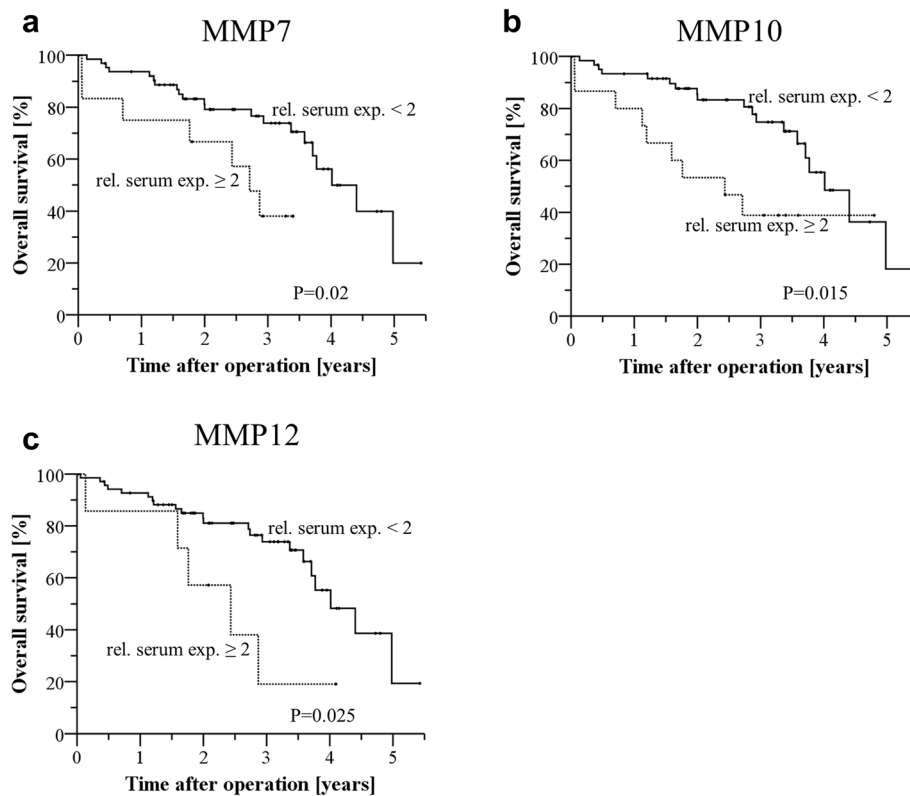 a
MMP7
100
80
60
40
20
0
Overall survival [%]
rel. serum exp. < 2
rel. serum exp. ≥ 2
P=0.02
0 1 2 3 4 5
Time after operation [years]
b
MMP10
100
80
60
40
20
0
Overall survival [%]
rel. serum exp. < 2
rel. serum exp. ≥ 2
P=0.015
0 1 2 3 4 5
Time after operation [years]
c
MMP12
100
80
60
40
20
0
Overall survival [%]
rel. serum exp. < 2
rel. serum exp. ≥ 2
P=0.025
0 1 2 3 4 5
Time after operation [years]